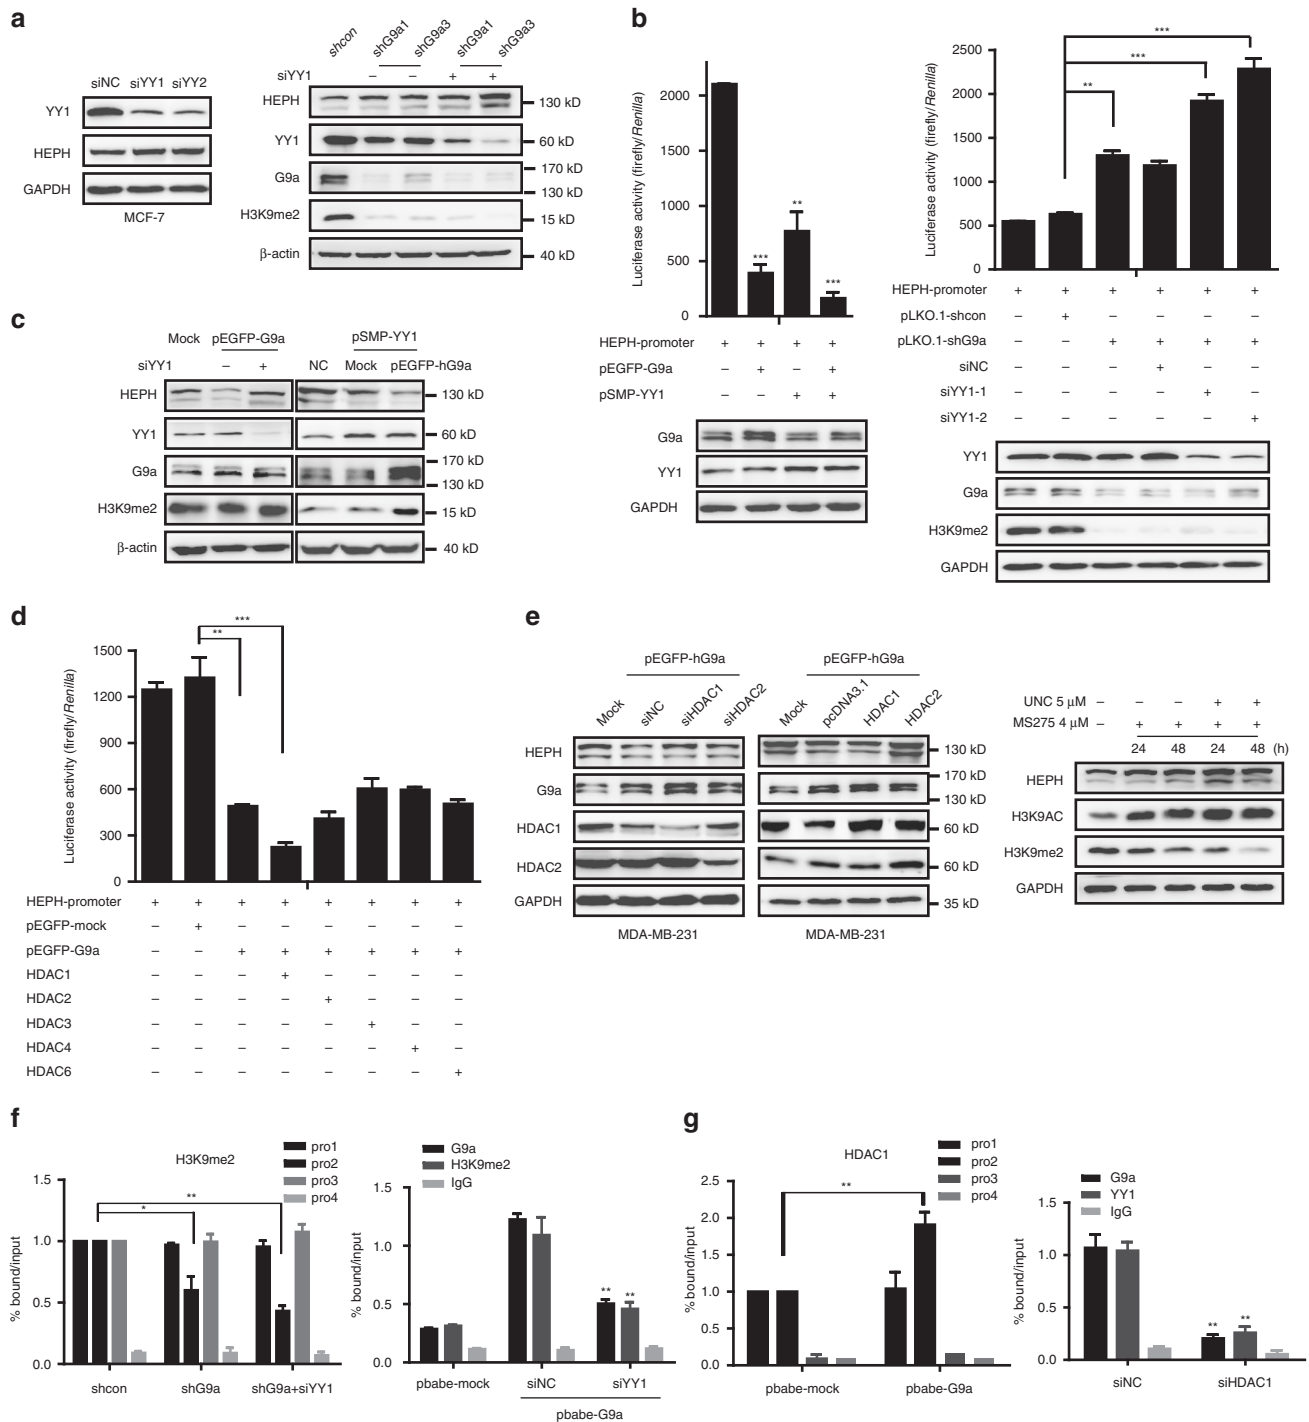 a
siNC siYY1 siYY2
YY1
HEPH
GAPDH
MCF-7
shcon shG9a1 shG9a3 shG9a1 shG9a3
siYY1 – – + +
HEPH 130 kD
YY1 60 kD
G9a 170 kD
130 kD
H3K9me2 15 kD
β-actin 40 kD
b
Luciferase activity (firefly/Renilla)
2000
1500
1000
500
0
*** ** ***
HEPH-promoter + + + +
pEGFP-G9a – + – +
pSMP-YY1 – – + +
G9a
YY1
GAPDH
Luciferase activity (firefly/Renilla)
2500
2000
1500
1000
500
0
***
***
**
HEPH-promoter + + + + + +
pLKO.1-shcon – + – – – –
pLKO.1-shG9a – – + + + +
siNC – – – + – –
siYY1-1 – – – – + –
siYY1-2 – – – – – +
YY1
G9a
H3K9me2
GAPDH
c
Mock pEGFP-G9a pSMP-YY1
siYY1 – + NC Mock pEGFP-hG9a
HEPH 130 kD
YY1 60 kD
G9a 170 kD
130 kD
H3K9me2 15 kD
β-actin 40 kD
d
Luciferase activity (firefly/Renilla)
1500
1200
900
600
300
0
***
**
HEPH-promoter + + + + + + + +
pEGFP-mock – + – – – – – –
pEGFP-G9a – – + + + + + +
HDAC1 – – – + – – – –
HDAC2 – – – – + – – –
HDAC3 – – – – – + – –
HDAC4 – – – – – – + –
HDAC6 – – – – – – – +
e
pEGFP-hG9a pEGFP-hG9a
Mock siNC siHDAC1 siHDAC2 Mock pcDNA3.1 HDAC1 HDAC2
HEPH 130 kD
G9a 170 kD
130 kD
HDAC1 60 kD
HDAC2 60 kD
GAPDH 35 kD
MDA-MB-231 MDA-MB-231
UNC 5 μM – – – + +
MS275 4 μM – + + + +
24 48 24 48 (h)
HEPH
H3K9AC
H3K9me2
GAPDH
f
H3K9me2
pro1
pro2
pro3
pro4
% bound/input
1.5
1.0
0.5
0.0
**
*
shcon shG9a shG9a+siYY1
G9a
H3K9me2
IgG
% bound/input
1.5
1.0
0.5
0.0
** **
pbabe-mock siNC siYY1
pbabe-G9a
g
HDAC1
pro1
pro2
pro3
pro4
% bound/input
2.5
2.0
1.5
1.0
0.5
0.0
**
pbabe-mock pbabe-G9a
G9a
YY1
IgG
% bound/input
1.5
1.0
0.5
0.0
** **
siNC siHDAC1